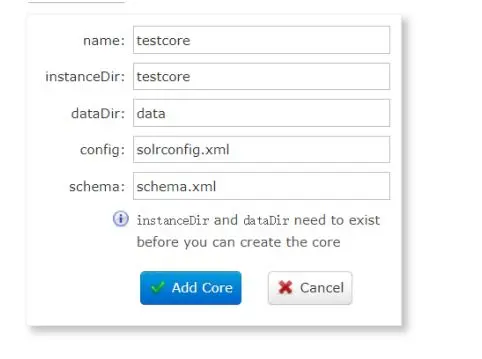 name: testcore
instanceDir: testcore
dataDir: data
config: solrconfig.xml
schema: schema.xml
instanceDir and dataDir need to exist
before you can create the core
Add Core Cancel